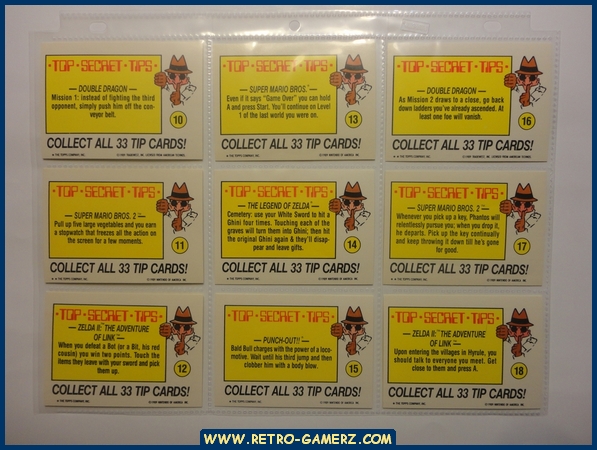 TOP • SECRET • TIPS
— DOUBLE DRAGON —
Mission 1: instead of fighting the third
opponent, simply push him off the con-
veyor belt.
10
COLLECT ALL 33 TIP CARDS!
TOP • SECRET • TIPS
— SUPER MARIO BROS.™ —
Even if it says "Game Over" you can hold
A and press Start. You'll continue on Level
1 of the last world you were on.
13
COLLECT ALL 33 TIP CARDS!
TOP • SECRET • TIPS
— DOUBLE DRAGON —
As Mission 2 draws to a close, go back
down ladders you've already ascended. At
least one foe will vanish.
16
COLLECT ALL 33 TIP CARDS!
TOP • SECRET • TIPS
— SUPER MARIO BROS. 2 —
Pull up five large vegetables and you earn
a stopwatch that freezes all the action on
the screen for a few moments.
11
COLLECT ALL 33 TIP CARDS!
TOP • SECRET • TIPS
— THE LEGEND OF ZELDA™ —
Cemetery: use your White Sword to hit a
Ghini four times. Touching each of the
graves will turn them into Ghini; then hit
the original Ghini again & they'll disap-
pear and leave gifts.
14
COLLECT ALL 33 TIP CARDS!
TOP • SECRET • TIPS
— SUPER MARIO BROS. 2 —
Whenever you pick up a key, Phantos will
relentlessly pursue you; when you drop it,
he departs. Pick up the key continually
and keep throwing it down till he's gone
for good.
17
COLLECT ALL 33 TIP CARDS!
TOP • SECRET • TIPS
— ZELDA II:™ THE ADVENTURE
OF LINK —
When you defeat a Bot (or a Bit, his red
cousin) you win two points. Touch the
items they leave with your sword and pick
them up.
12
COLLECT ALL 33 TIP CARDS!
TOP • SECRET • TIPS
— PUNCH-OUT!! —
Bald Bull charges with the power of a loco-
motive. Wait until his third jump and then
clobber him with a body blow.
15
COLLECT ALL 33 TIP CARDS!
TOP • SECRET • TIPS
— ZELDA II:™ THE ADVENTURE
OF LINK —
Upon entering the villages in Hyrule, you
should talk to everyone you meet. Get
close to them and press A.
18
COLLECT ALL 33 TIP CARDS!
WWW.RETRO-GAMERZ.COM